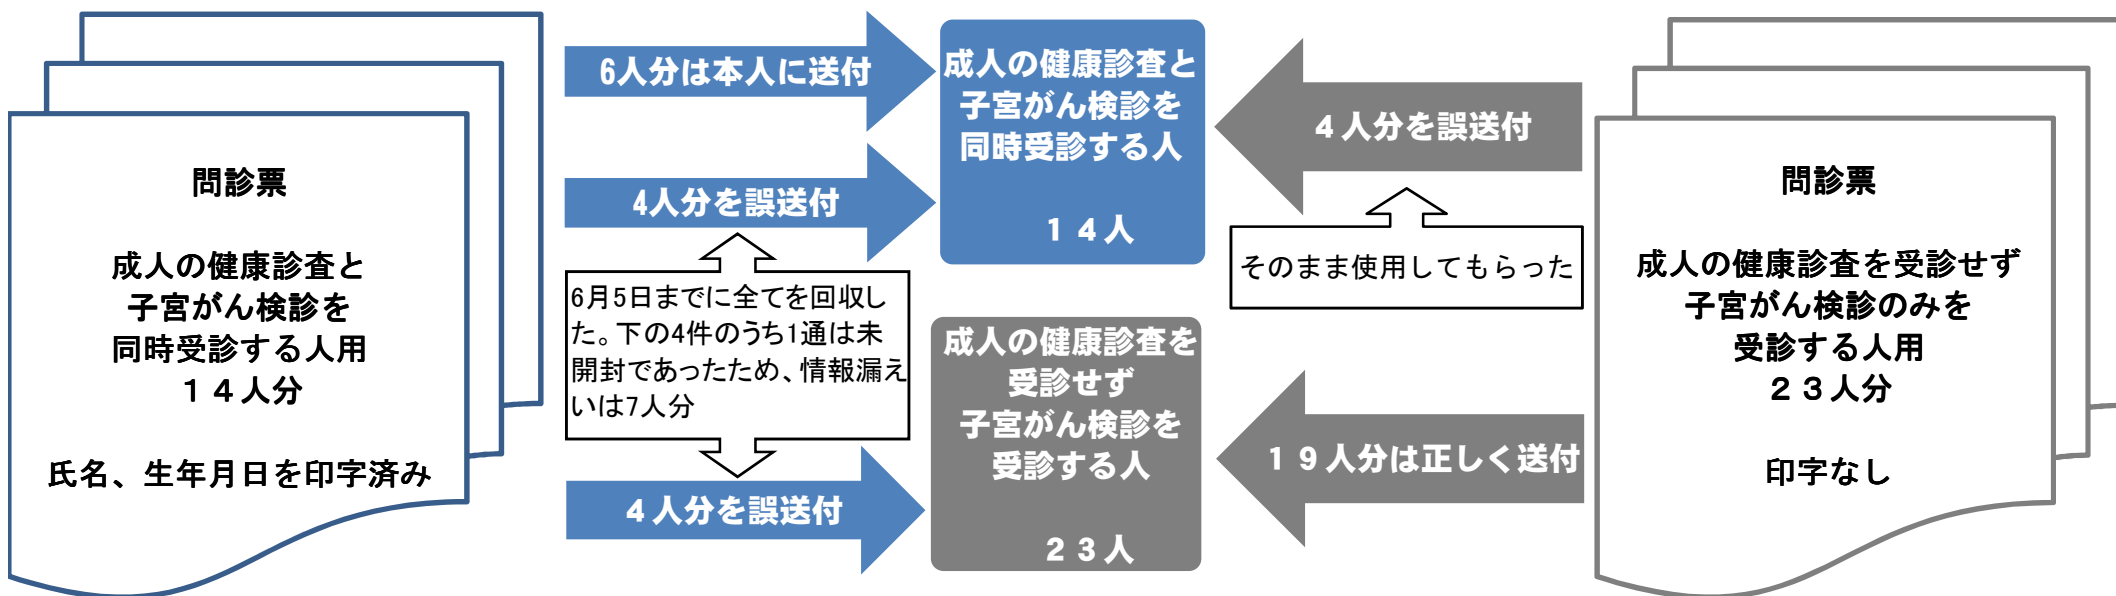 問診票
成人の健康診査と
子宮がん検診を
同時受診する人用
１４人分
氏名、生年月日を印字済み
6人分は本人に送付
4人分を誤送付
6月5日までに全てを回収し
た。下の4件のうち1通は未
開封であったため、情報漏え
いは7人分
４人分を誤送付
成人の健康診査と
子宮がん検診を
同時受診する人
１４人
成人の健康診査を
受診せず
子宮がん検診を
受診する人
２３人
４人分を誤送付
そのまま使用してもらった
１９人分は正しく送付
問診票
成人の健康診査を受診せず
子宮がん検診のみを
受診する人用
２３人分
印字なし